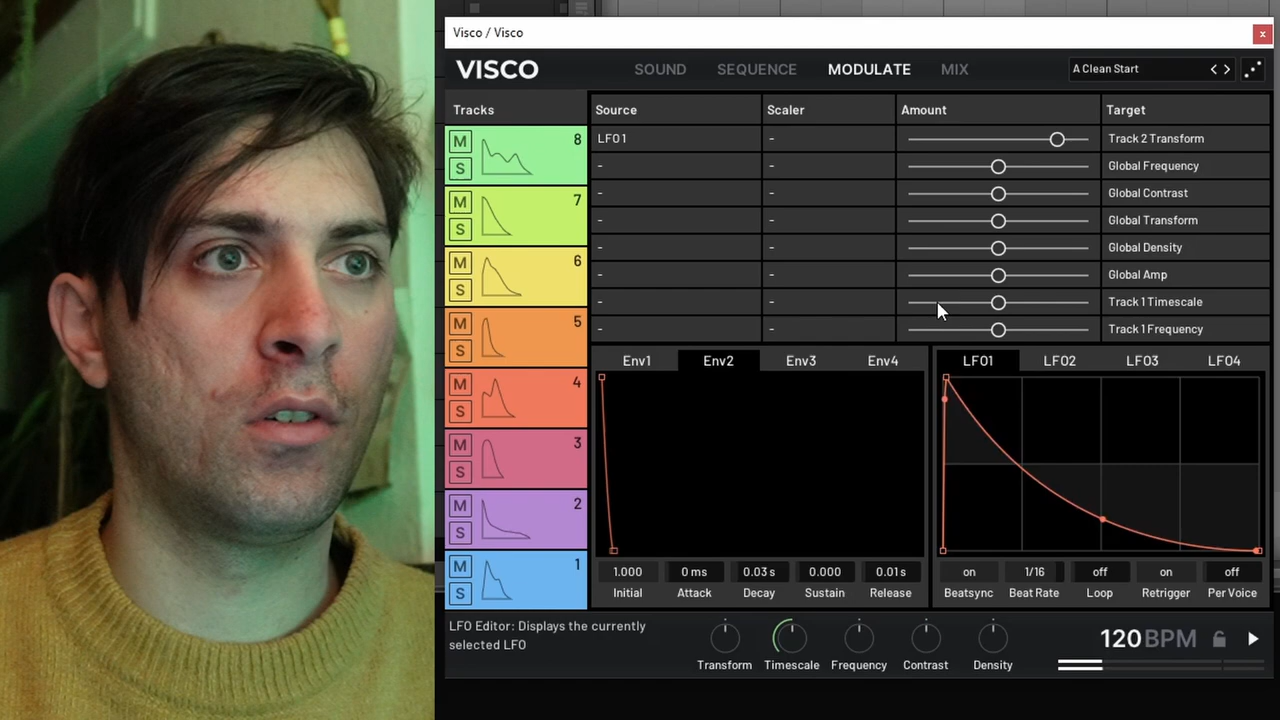 Visco / Visco
x
VISCO SOUND SEQUENCE MODULATE MIX A Clean Start < >
Tracks Source Scaler Amount Target
M S 8
M S 7
M S 6
M S 5
M S 4
M S 3
M S 2
M S 1
LFO1 - Track 2 Transform
- - Global Frequency
- - Global Contrast
- - Global Transform
- - Global Density
- - Global Amp
- - Track 1 Timescale
- - Track 1 Frequency
Env1 Env2 Env3 Env4
1.000 0 ms 0.03 s 0.000 0.01 s
Initial Attack Decay Sustain Release
LFO1 LFO2 LFO3 LFO4
on 1/16 off on off
Beatsync Beat Rate Loop Retrigger Per Voice
LFO Editor: Displays the currently
selected LFO
Transform Timescale Frequency Contrast Density
120 BPM